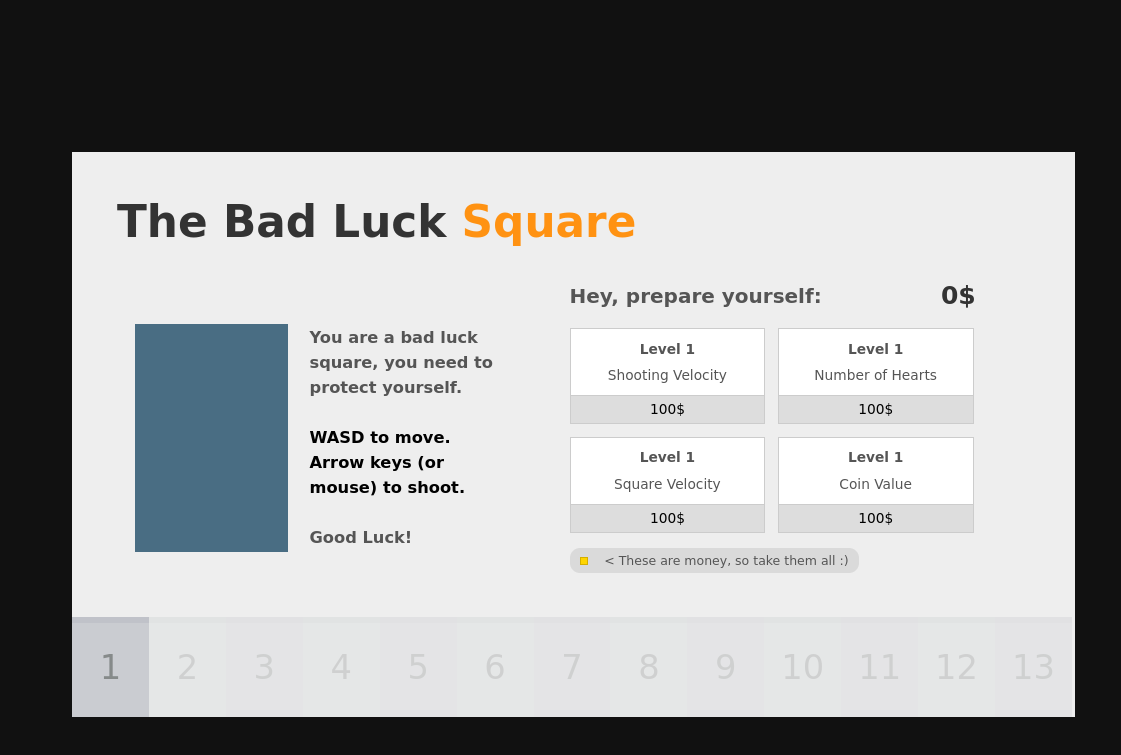 The Bad Luck Square
Hey, prepare yourself:
0$
You are a bad luck
square, you need to
protect yourself.
WASD to move.
Arrow keys (or
mouse) to shoot.
Good Luck!
Level 1
Shooting Velocity
100$
Level 1
Number of Hearts
100$
Level 1
Square Velocity
100$
Level 1
Coin Value
100$
< These are money, so take them all :)
1 2 3 4 5 6 7 8 9 10 11 12 13